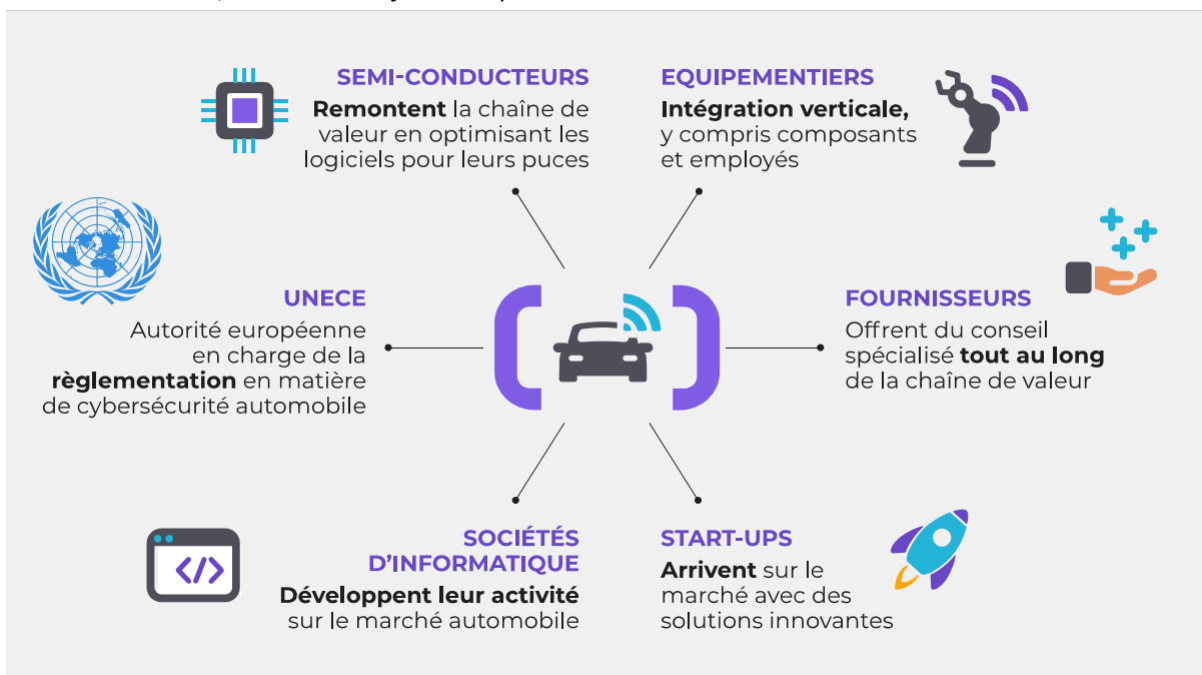 SEMI-CONDUCTEURS
Remontent la chaîne de
valeur en optimisant les
logiciels pour leurs puces
EQUIPEMENTIERS
Intégration verticale,
y compris composants
et employés
UNECE
Autorité européenne
en charge de la
règlementation en matière
de cybersécurité automobile
FOURNISSEURS
Offrent du conseil
spécialisé tout au long
de la chaîne de valeur
</>
SOCIÉTÉS
D'INFORMATIQUE
Développent leur activité
sur le marché automobile
START-UPS
Arrivent sur le
marché avec des
solutions innovantes